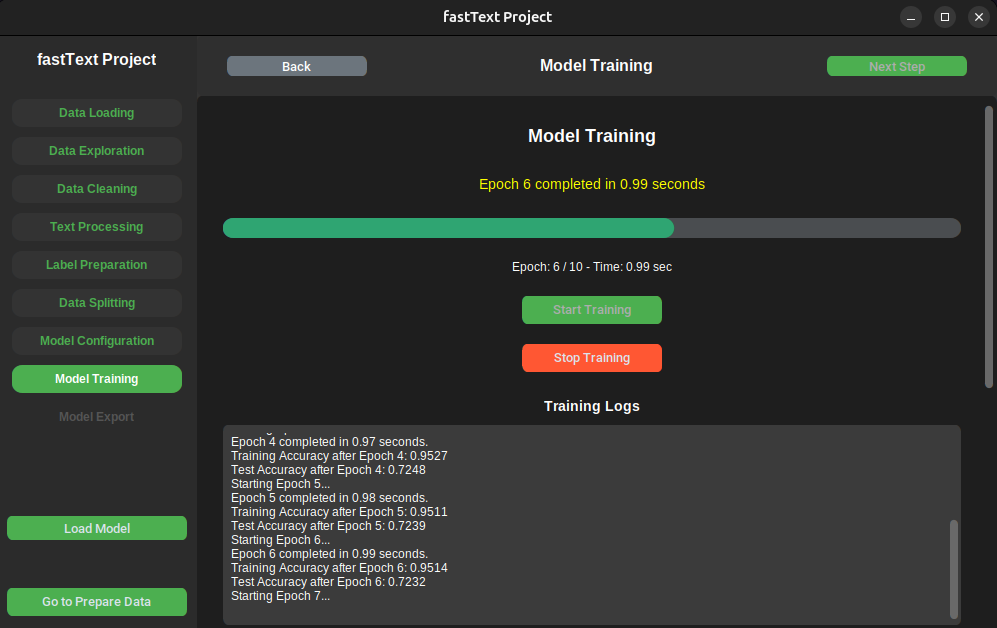 fastText Project
fastText Project
Back
Model Training
Next Step
Data Loading
Data Exploration
Data Cleaning
Text Processing
Label Preparation
Data Splitting
Model Configuration
Model Training
Model Export
Load Model
Go to Prepare Data
Model Training
Epoch 6 completed in 0.99 seconds
Epoch: 6 / 10 - Time: 0.99 sec
Start Training
Stop Training
Training Logs
Epoch 4 completed in 0.97 seconds.
Training Accuracy after Epoch 4: 0.9527
Test Accuracy after Epoch 4: 0.7248
Starting Epoch 5...
Epoch 5 completed in 0.98 seconds.
Training Accuracy after Epoch 5: 0.9511
Test Accuracy after Epoch 5: 0.7239
Starting Epoch 6...
Epoch 6 completed in 0.99 seconds.
Training Accuracy after Epoch 6: 0.9514
Test Accuracy after Epoch 6: 0.7232
Starting Epoch 7...